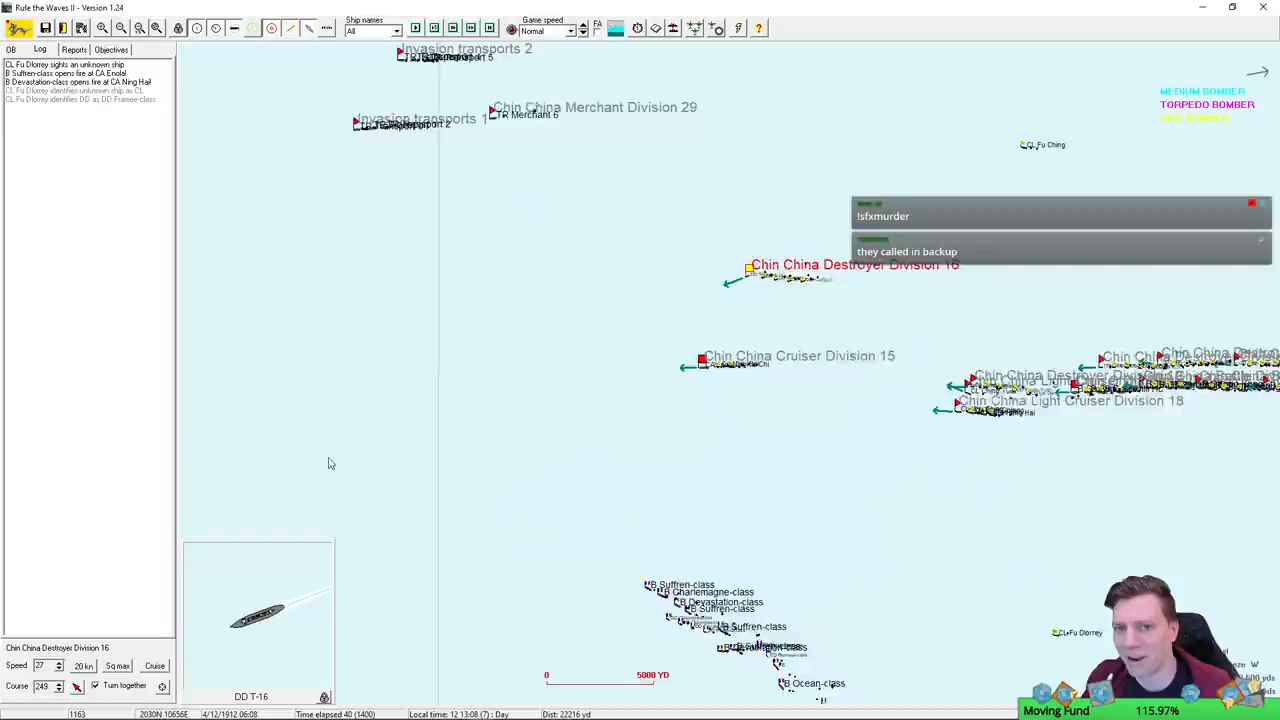 Rule the Waves II - Version 1.24
Ship names
All
Game speed
Normal
FA
OB
Log
Reports
Objectives
CL Fu Dlorrey sights an unknown ship
B Suffren-class opens fire at CA Enola!
B Devastation-class opens fire at CA Ning Hai!
CL Fu Dlorrey identifies unknown ship as CL
CL Fu Dlorrey identifies DD as DD Framee-class
Invasion transports 2
Chin China Merchant Division 29
TR Merchant 6
Invasion transports 1
MEDIUM BOMBER
TORPEDO BOMBER
CL Fu Ching
!sfxmurder
they called in backup
Chin China Destroyer Division 16
Chin China Cruiser Division 15
Chin China Light Cruiser Division 18
B Suffren-class
B Charlemagne-class
B Devastation-class
B Suffren-class
B Suffren-class
B Ocean-class
CL Fu Dlorrey
0
5000 YD
DD T-16
Chin China Destroyer Division 16
Speed
27
20 kn
Sq max
Cruise
Course
249
Turn together
Moving Fund
115.97%
1163
2030N 10656E
4/12/1912 06:08
Time elapsed 40 (1400)
Local time: 12 13:08 (7) : Day
Dist: 22216 yd